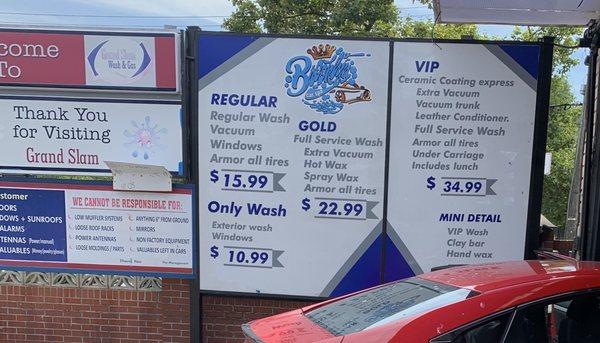 Welcome
To
Grand Slam
Wash & Gas
Thank You
for Visiting
Grand Slam
WE CANNOT BE RESPONSIBLE FOR!
LOW MUFFLER SYSTEMS
LOOSE ROOF RACKS
POWER ANTENNAS
LOOSE MOLDINGS / PARTS
ANYTHING 6" FROM GROUND
MIRRORS
NON FACTORY EQUIPMENT
VALUABLES LEFT IN CAR
REGULAR
Regular Wash
Vacuum
Windows
Armor all tires
$15.99
Only Wash
Exterior wash
Windows
$10.99
GOLD
Full Service Wash
Extra Vacuum
Hot Wax
Spray Wax
Armor all tires
$22.99
VIP
Ceramic Coating express
Extra Vacuum
Vacuum trunk
Leather Conditioner.
Full Service Wash
Armor all tires
Under Carriage
Includes lunch
$34.99
MINI DETAIL
VIP Wash
Clay bar
Hand wax